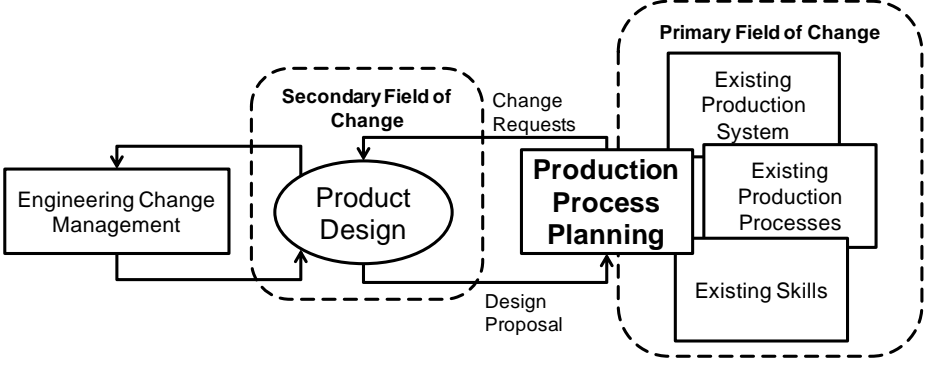 Primary Field of Change
Existing
Production
System
Secondary Field of
Change
Change
Requests
Engineering Change
Management
Product
Design
Production
Process
Planning
Existing
Production
Processes
Existing Skills
Design
Proposal